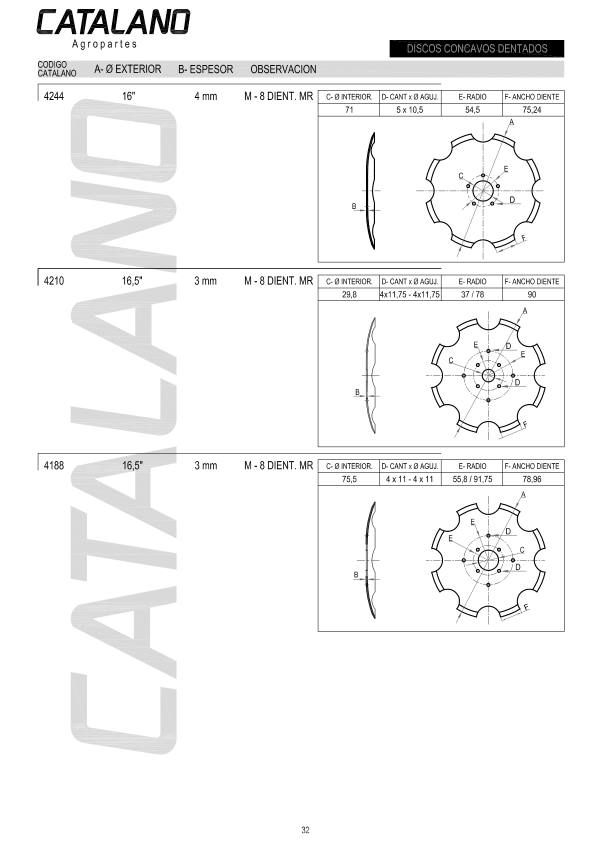 CATALANO
Agropartes
DISCOS CONCAVOS DENTADOS
CODIGO CATALANO A- Ø EXTERIOR B- ESPESOR OBSERVACION
4244 16" 4 mm M - 8 DIENT. MR
C- Ø INTERIOR. D- CANT x Ø AGUJ. E- RADIO F- ANCHO DIENTE
71 5 x 10,5 54,5 75,24
A
E
C
D
B
F
4210 16,5" 3 mm M - 8 DIENT. MR
C- Ø INTERIOR. D- CANT x Ø AGUJ. E- RADIO F- ANCHO DIENTE
29,8 4x11,75 - 4x11,75 37 / 78 90
A
E D
E
C
D
B
F
4188 16,5" 3 mm M - 8 DIENT. MR
C- Ø INTERIOR. D- CANT x Ø AGUJ. E- RADIO F- ANCHO DIENTE
75,5 4 x 11 - 4 x 11 55,8 / 91,75 78,96
A
E
D
E
C
D
B
F
CATALANO
32